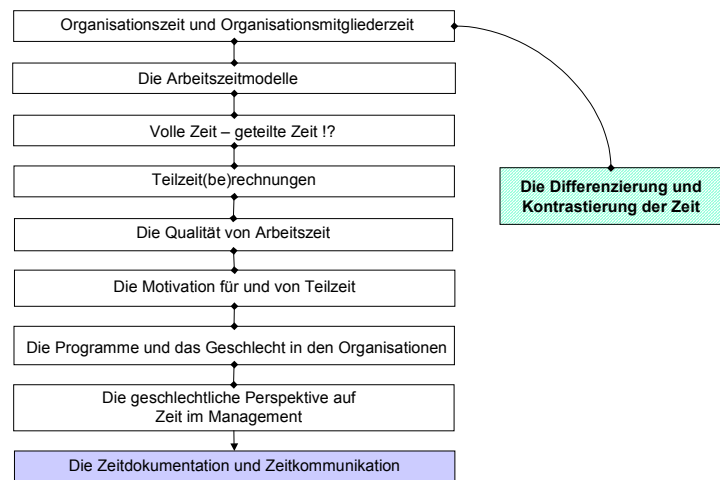 Organisationszeit und Organisationsmitgliederzeit
Die Arbeitszeitmodelle
Volle Zeit – geteilte Zeit !?
Teilzeit(be)rechnungen
Die Qualität von Arbeitszeit
Die Motivation für und von Teilzeit
Die Programme und das Geschlecht in den Organisationen
Die geschlechtliche Perspektive auf
Zeit im Management
Die Zeitdokumentation und Zeitkommunikation
Die Differenzierung und
Kontrastierung der Zeit